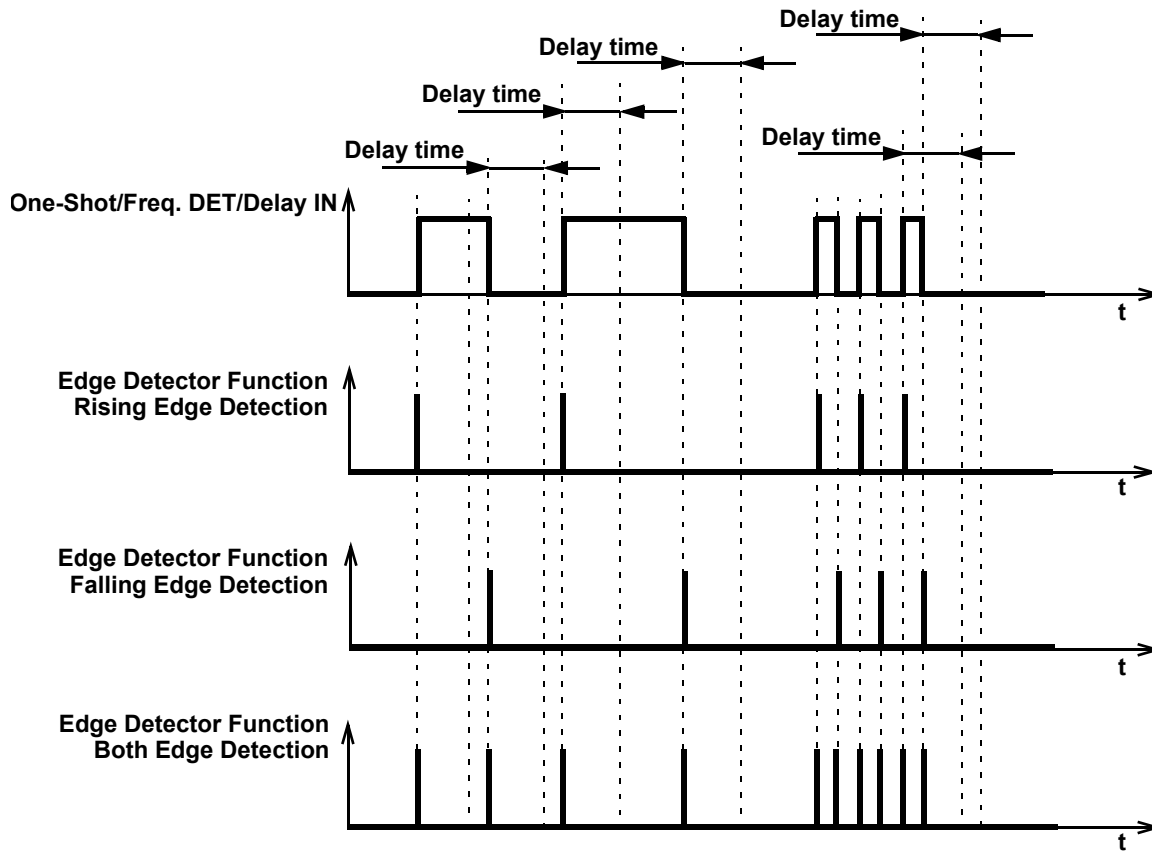 Delay time
Delay time
Delay time
Delay time
Delay time
One-Shot/Freq. DET/Delay IN
t
Edge Detector Function
Rising Edge Detection
t
Edge Detector Function
Falling Edge Detection
t
Edge Detector Function
Both Edge Detection
t